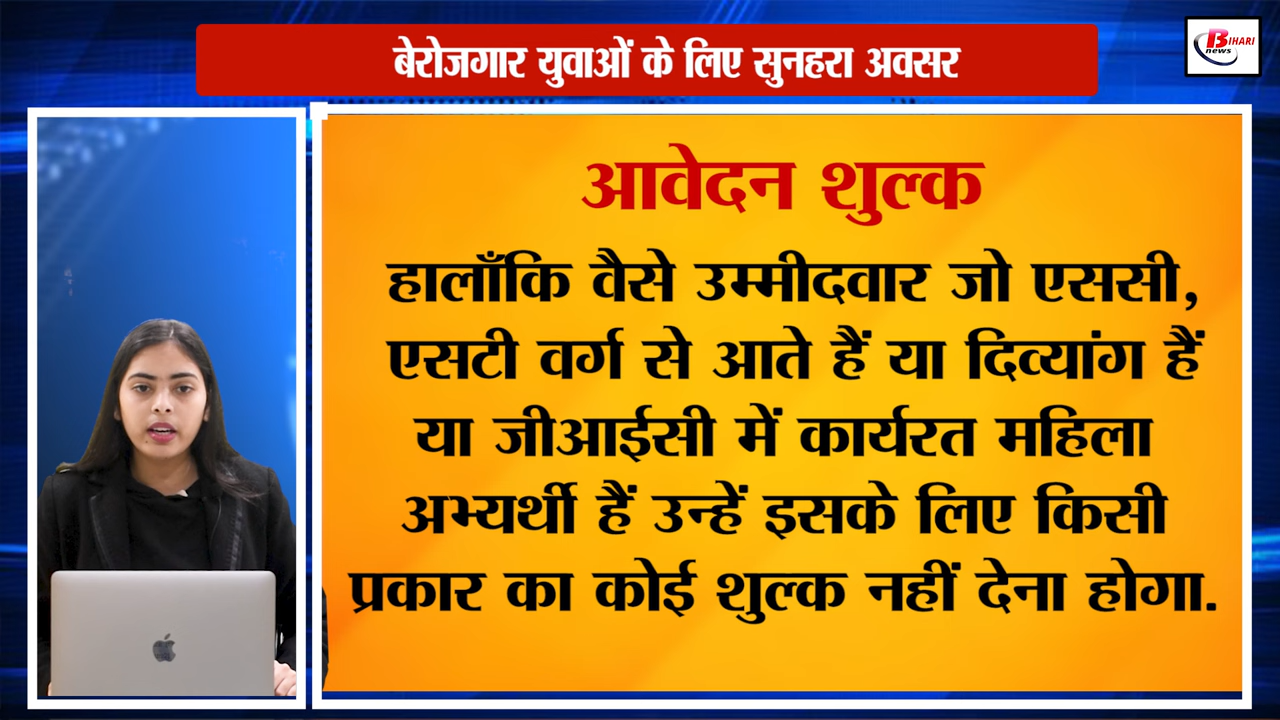 बेरोजगार युवाओं के लिए सुनहरा अवसर
BIHARI
news
आवेदन शुल्क
हालाँकि वैसे उम्मीदवार जो एससी,
एसटी वर्ग से आते हैं या दिव्यांग हैं
या जीआईसी में कार्यरत महिला
अभ्यर्थी हैं उन्हें इसके लिए किसी
प्रकार का कोई शुल्क नहीं देना होगा.